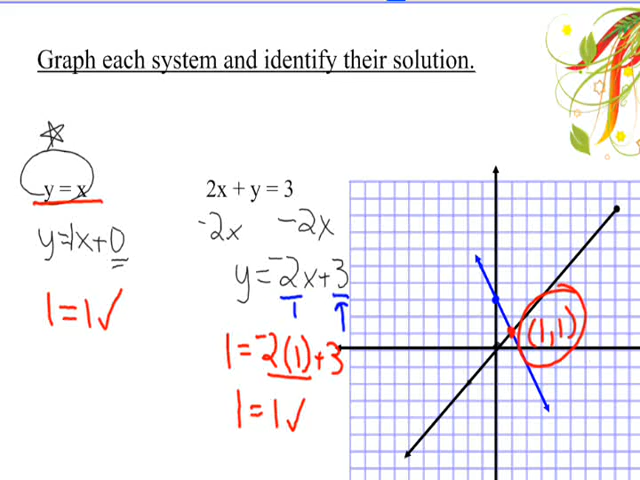 Graph each system and identify their solution.
y = x
y=1x+0
1=1✓
2x + y = 3
-2x -2x
y=-2x+3
1=-2(1)+3
1=1✓
(1,1)